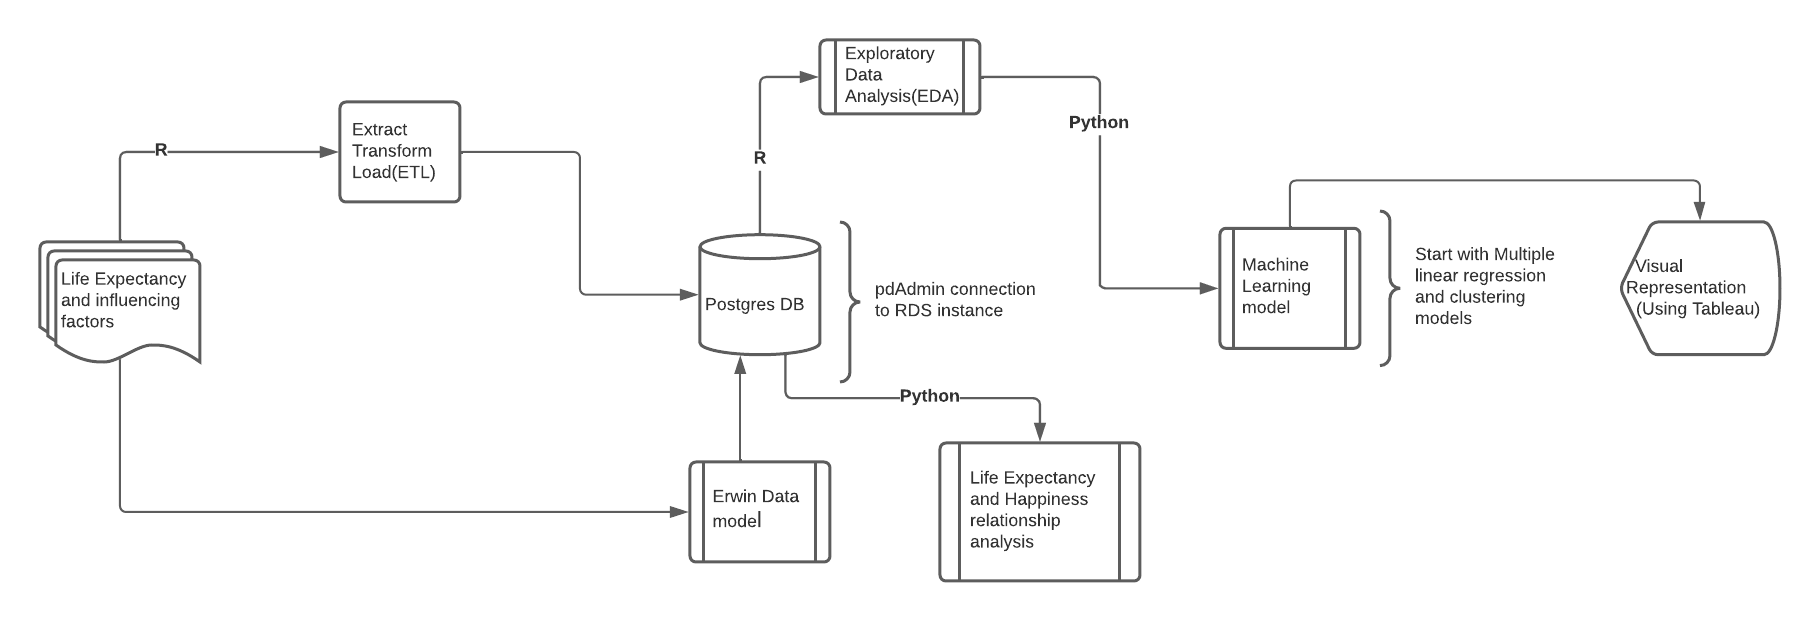 Exploratory
Data
Analysis(EDA)
Python
Extract
Transform
Load(ETL)
R
R
Life Expectancy
and influencing
factors
Postgres DB
pdAdmin connection
to RDS instance
Machine
Learning
model
Start with Multiple
linear regression
and clustering
models
Visual
Representation
(Using Tableau)
Python
Erwin Data
model
Life Expectancy
and Happiness
relationship
analysis